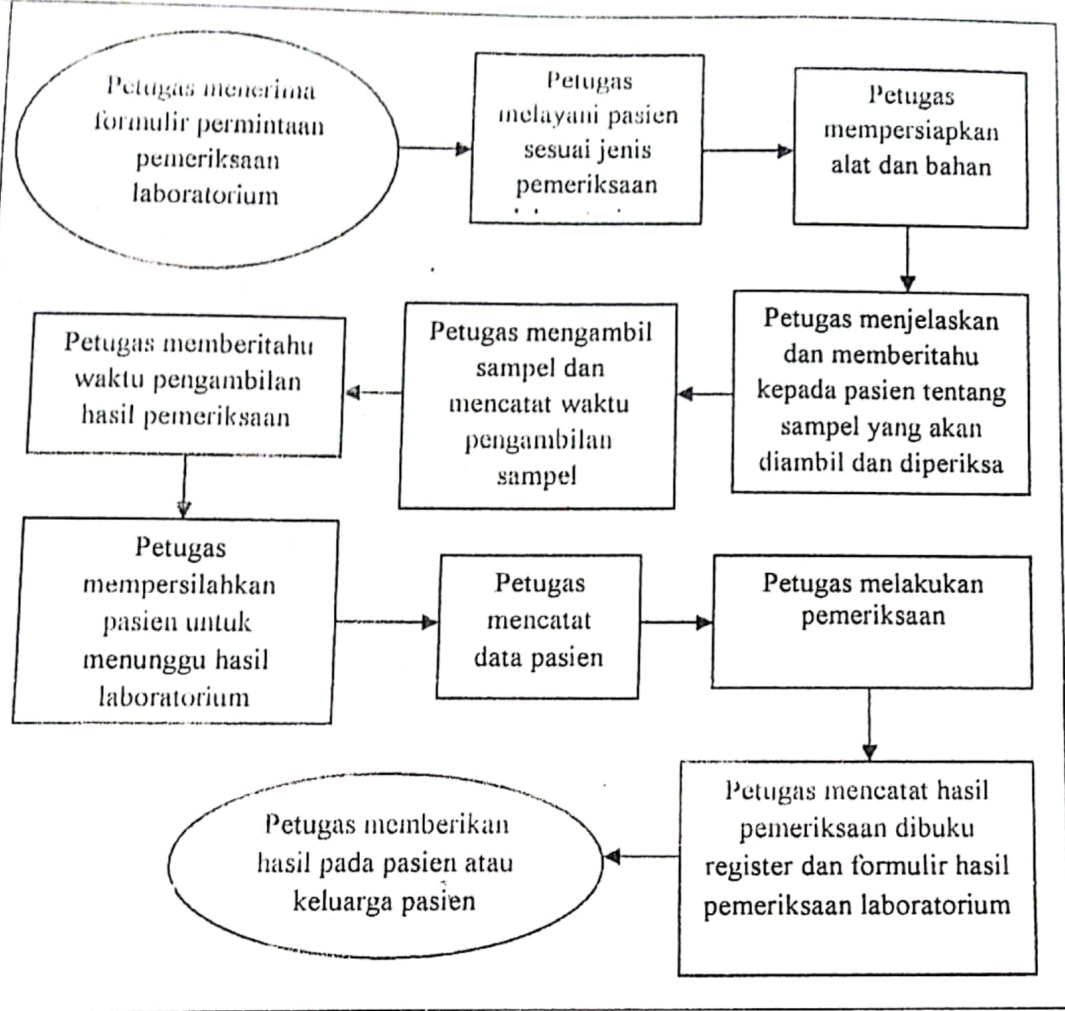 Petugas menerima
formulir permintaan
pemeriksaan
laboratorium
Petugas
melayani pasien
sesuai jenis
pemeriksaan
Petugas
mempersiapkan
alat dan bahan
Petugas menjelaskan
dan memberitahu
kepada pasien tentang
sampel yang akan
diambil dan diperiksa
Petugas mengambil
sampel dan
mencatat waktu
pengambilan
sampel
Petugas memberitahu
waktu pengambilan
hasil pemeriksaan
Petugas
mempersilahkan
pasien untuk
menunggu hasil
laboratorium
Petugas
mencatat
data pasien
Petugas melakukan
pemeriksaan
Petugas mencatat hasil
pemeriksaan dibuku
register dan formulir hasil
pemeriksaan laboratorium
Petugas memberikan
hasil pada pasien atau
keluarga pasien